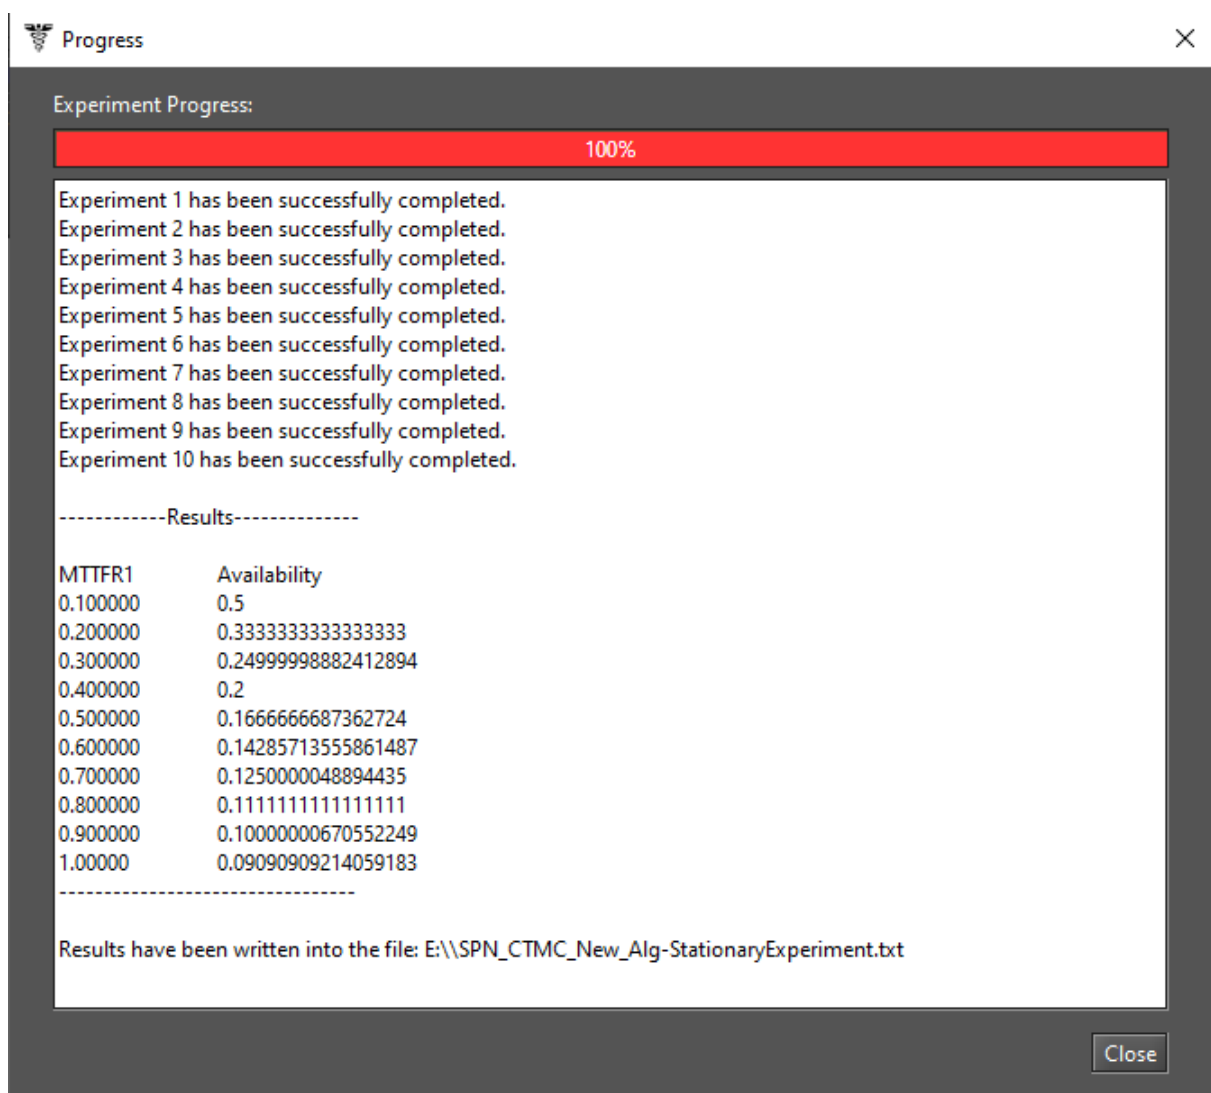 Progress
Experiment Progress:
100%
Experiment 1 has been successfully completed.
Experiment 2 has been successfully completed.
Experiment 3 has been successfully completed.
Experiment 4 has been successfully completed.
Experiment 5 has been successfully completed.
Experiment 6 has been successfully completed.
Experiment 7 has been successfully completed.
Experiment 8 has been successfully completed.
Experiment 9 has been successfully completed.
Experiment 10 has been successfully completed.
------------Results--------------
MTTFR1 Availability
0.100000 0.5
0.200000 0.3333333333333333
0.300000 0.24999998882412894
0.400000 0.2
0.500000 0.1666666687362724
0.600000 0.14285713555861487
0.700000 0.1250000048894435
0.800000 0.1111111111111111
0.900000 0.10000000670552249
1.00000 0.09090909214059183
---------------------------------
Results have been written into the file: E:\\SPN_CTMC_New_Alg-StationaryExperiment.txt
Close